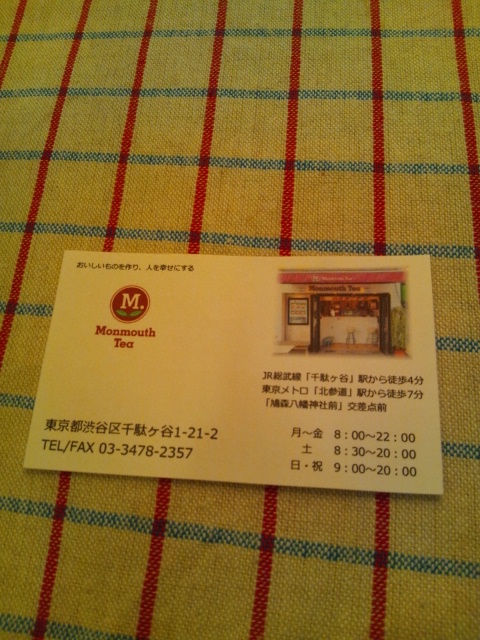 おいしいものを作り、人を幸せにする
M.
Monmouth
Tea
Monmouth Tea
JR総武線「千駄ヶ谷」駅から徒歩4分
東京メトロ「北参道」駅から徒歩7分
「鳩森八幡神社前」交差点前
東京都渋谷区千駄ヶ谷1-21-2
TEL/FAX 03-3478-2357
月～金 8：00～22：00
土 8：30～20：00
日・祝 9：00～20：00